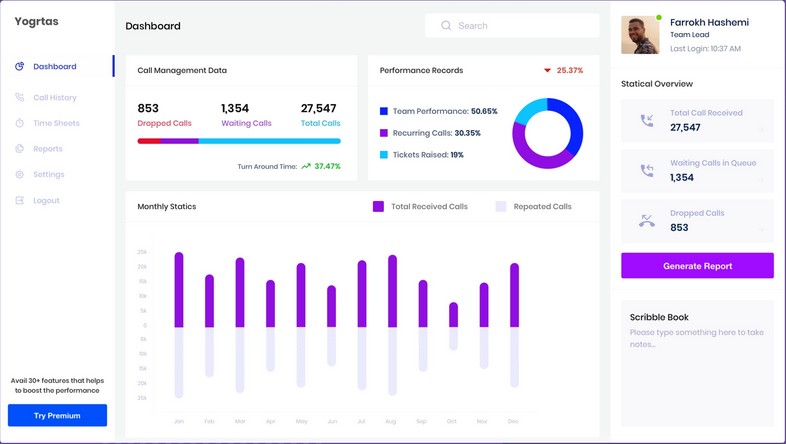 Yogrtas
Dashboard
Call History
Time Sheets
Reports
Settings
Logout
Avail 30+ features that helps
to boost the performance
Try Premium
Dashboard
Search
Call Management Data
853
Dropped Calls
1,354
Waiting Calls
27,547
Total Calls
Turn Around Time: 37.47%
Performance Records
25.37%
Team Performance: 50.65%
Recurring Calls: 30.35%
Tickets Raised: 19%
Monthly Statics
Total Received Calls
Repeated Calls
25k
20k
15k
10k
5k
0
5k
10k
15k
20k
25k
Jan Feb Mar Apr May Jun Jul Aug Sep Oct Nov Dec
Farrokh Hashemi
Team Lead
Last Login: 10:37 AM
Statical Overview
Total Call Received
27,547
Waiting Calls in Queue
1,354
Dropped Calls
853
Generate Report
Scribble Book
Please type something here to take
notes...